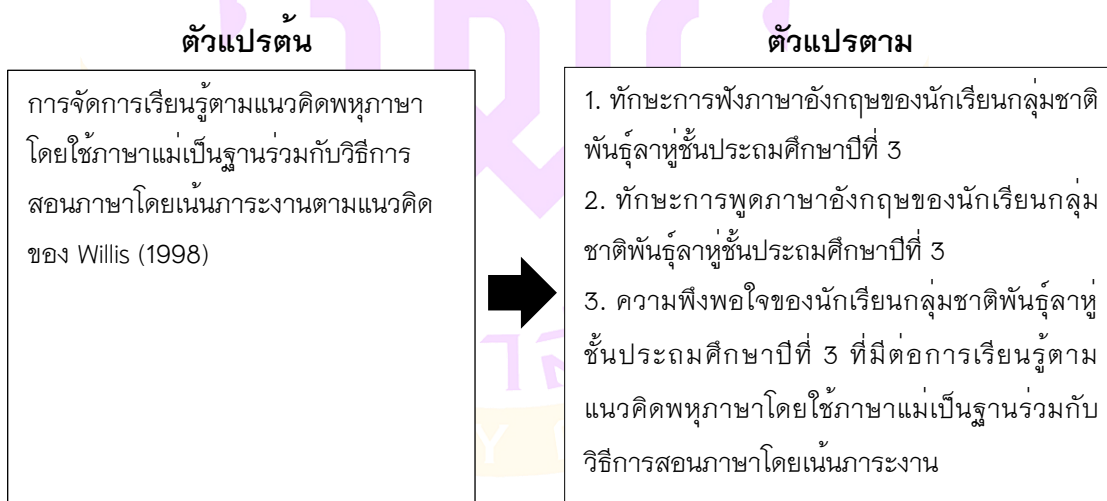 ตัวแปรต้น
การจัดการเรียนรู้ตามแนวคิดพหุภาษา
โดยใช้ภาษาแม่เป็นฐานร่วมกับวิธีการ
สอนภาษาโดยเน้นภาระงานตามแนวคิด
ของ Willis (1998)
ตัวแปรตาม
1. ทักษะการฟังภาษาอังกฤษของนักเรียนกลุ่มชาติ
พันธุ์ลาหู่ชั้นประถมศึกษาปีที่ 3
2. ทักษะการพูดภาษาอังกฤษของนักเรียนกลุ่ม
ชาติพันธุ์ลาหู่ชั้นประถมศึกษาปีที่ 3
3. ความพึงพอใจของนักเรียนกลุ่มชาติพันธุ์ลาหู่
ชั้นประถมศึกษาปีที่ 3 ที่มีต่อการเรียนรู้ตาม
แนวคิดพหุภาษาโดยใช้ภาษาแม่เป็นฐานร่วมกับ
วิธีการสอนภาษาโดยเน้นภาระงาน